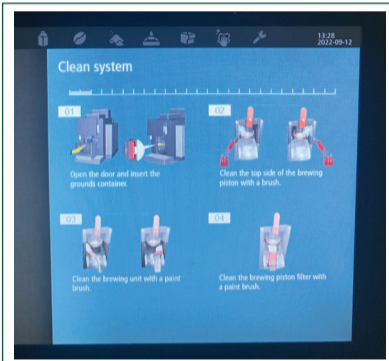 13:28
2022-09-12
Clean system
01
Open the door and insert the
grounds container.
02
Clean the top side of the brewing
piston with a brush.
03
Clean the brewing unit with a paint
brush.
04
Clean the brewing piston filter with
a paint brush.